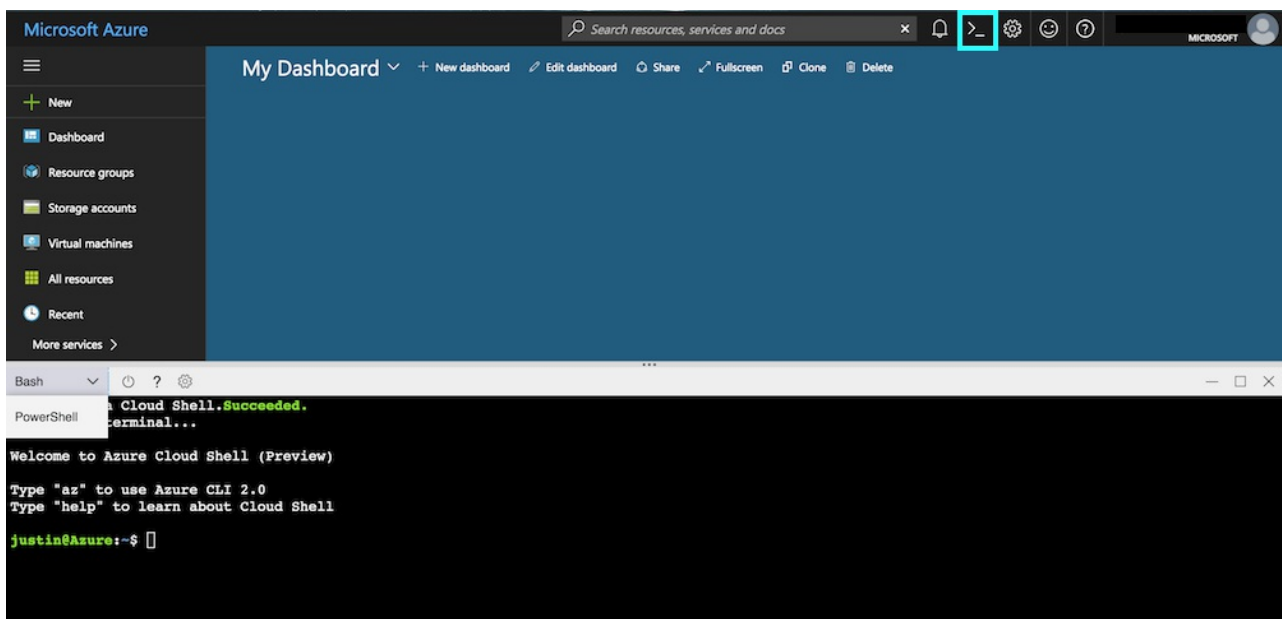 Microsoft Azure
Search resources, services and docs
MICROSOFT
My Dashboard
New dashboard
Edit dashboard
Share
Fullscreen
Clone
Delete
New
Dashboard
Resource groups
Storage accounts
Virtual machines
All resources
Recent
More services
Bash
PowerShell
Cloud Shell.Succeeded.
terminal...
Welcome to Azure Cloud Shell (Preview)
Type "az" to use Azure CLI 2.0
Type "help" to learn about Cloud Shell
justin@Azure:~$